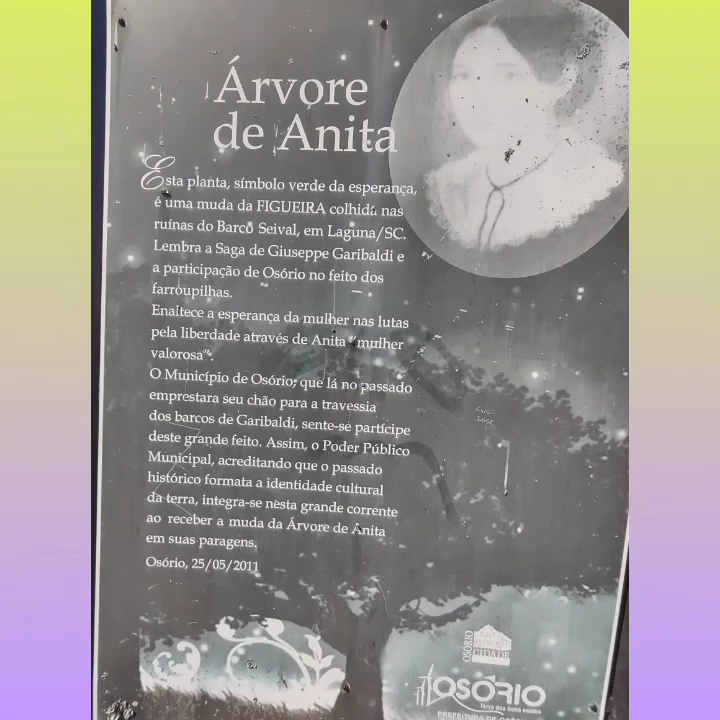 Árvore
de Anita
Esta planta, símbolo verde da esperança,
é uma muda da FIGUEIRA colhida nas
ruínas do Barco Seival, em Laguna/SC.
Lembra a Saga de Giuseppe Garibaldi e
a participação de Osório no feito dos
farroupilhas.
Enaltece a esperança da mulher nas lutas
pela liberdade através de Anita "mulher
valorosa".
O Município de Osório, que lá no passado
emprestara seu chão para a travessia
dos barcos de Garibaldi, sente-se partícipe
deste grande feito. Assim, o Poder Público
Municipal, acreditando que o passado
histórico formata a identidade cultural
da terra, integra-se nesta grande corrente
ao receber a muda da Árvore de Anita
em suas paragens.
Osório, 25/05/2011
OSÓRIO
CIDADE
OSÓRIO
Terra dos bons ventos
PREFEITURA DE